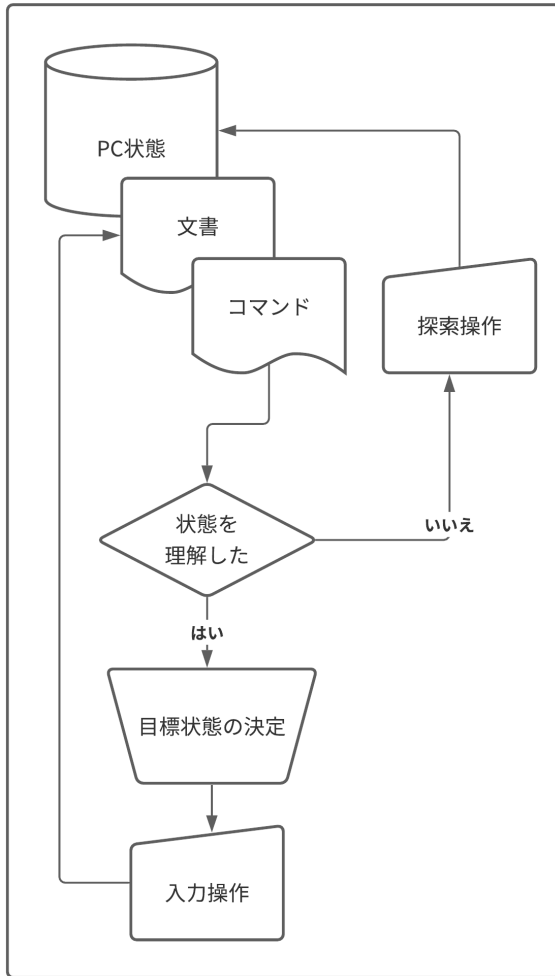 PC状態
文書
コマンド
探索操作
状態を
理解した
いいえ
はい
目標状態の決定
入力操作